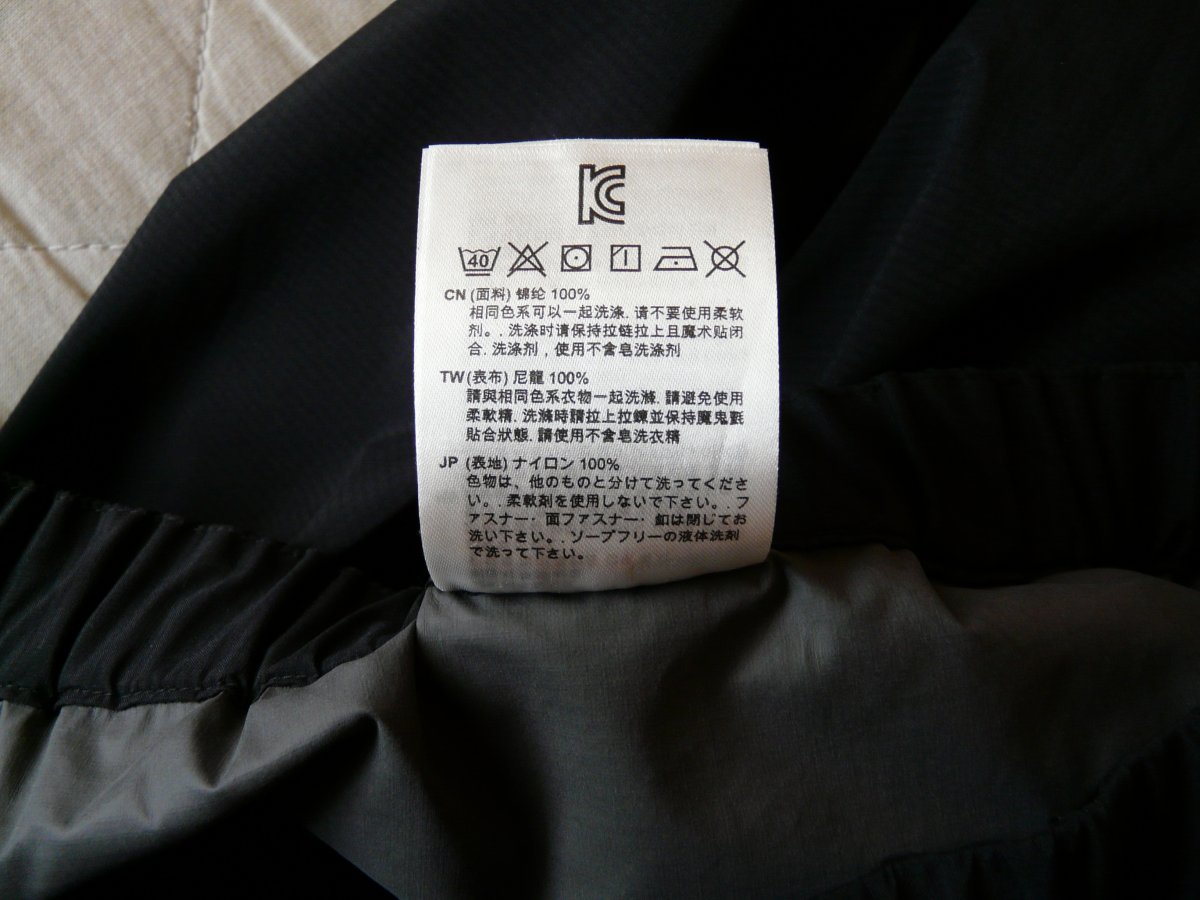 KC
40
CN (面料) 锦纶 100%
相同色系可以一起洗涤. 请不要使用柔软
剂。. 洗涤时请保持拉链拉上且魔术贴闭
合. 洗涤剂 , 使用不含皂洗涤剂
TW (表布) 尼龍 100%
請與相同色系衣物一起洗滌. 請避免使用
柔軟精. 洗滌時請拉上拉鍊並保持魔鬼氈
貼合狀態. 請使用不含皂洗衣精
JP (表地) ナイロン 100%
色物は、他のものと分けて洗ってくださ
い。. 柔軟剤を使用しないで下さい。. フ
ァスナー・面ファスナー・釦は閉じてお
洗い下さい。. ソープフリーの液体洗剤
で洗って下さい。